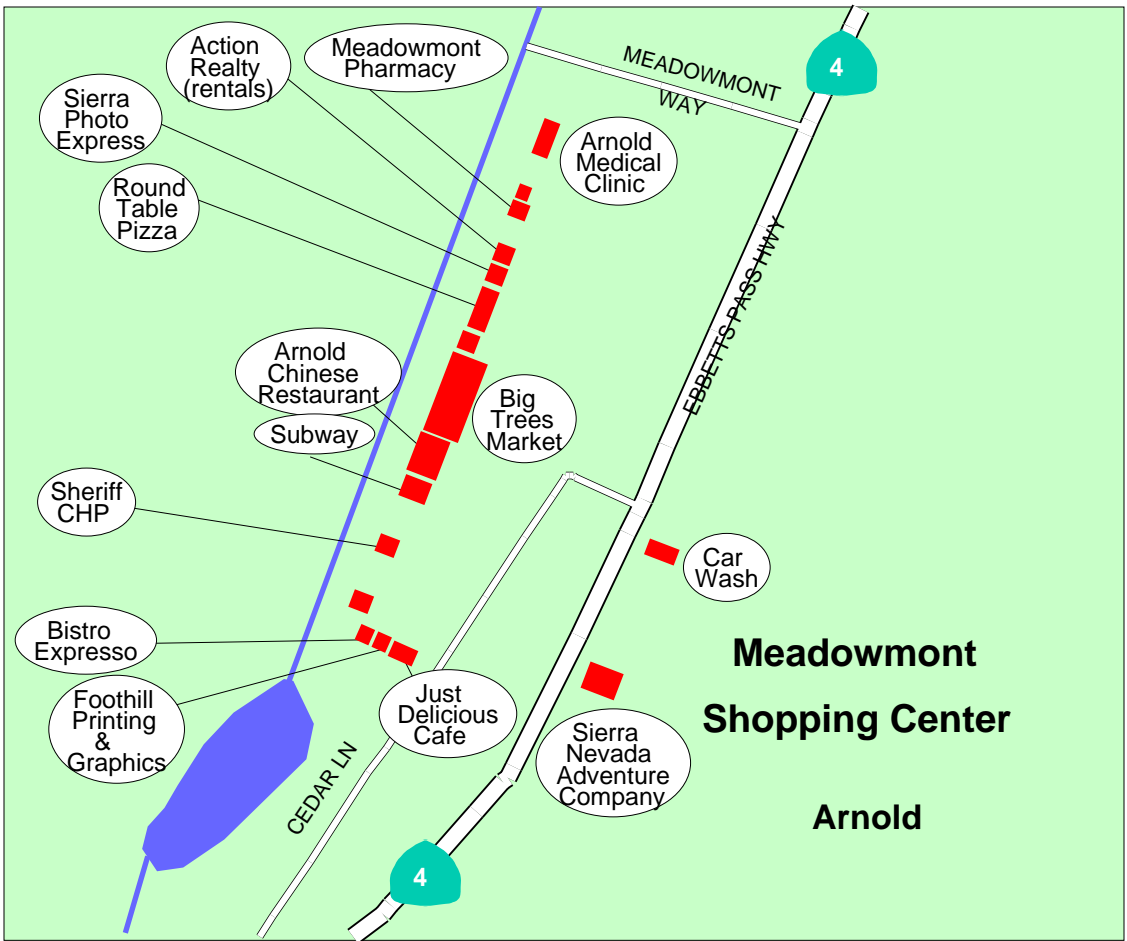 Action
Realty
(rentals)
Meadowmont
Pharmacy
MEADOWMONT
WAY
4
Sierra
Photo
Express
Arnold
Medical
Clinic
Round
Table
Pizza
EBBETTS PASS HWY
Arnold
Chinese
Restaurant
Big
Trees
Market
Subway
Sheriff
CHP
Car
Wash
Bistro
Expresso
Foothill
Printing
&
Graphics
Just
Delicious
Cafe
Sierra
Nevada
Adventure
Company
CEDAR LN
Meadowmont
Shopping Center
Arnold
4